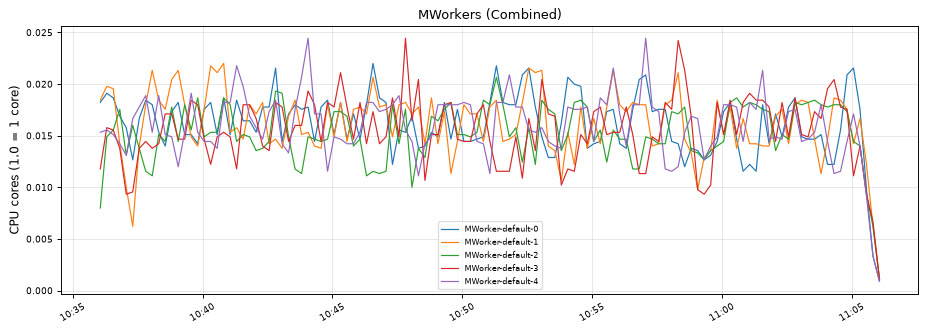 MWorkers (Combined)
CPU cores (1.0 = 1 core)
0.025
0.020
0.015
0.010
0.005
0.000
10:35
10:40
10:45
10:50
10:55
11:00
11:05
MWorker-default-0
MWorker-default-1
MWorker-default-2
MWorker-default-3
MWorker-default-4